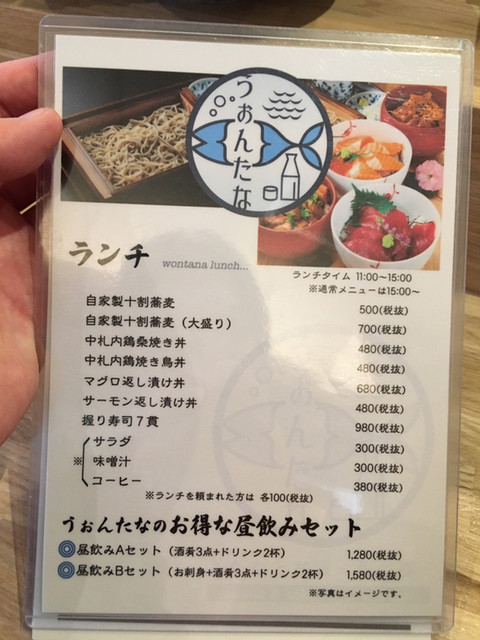 うおんたな
ランチ wontana lunch...
ランチタイム 11:00~15:00
※通常メニューは15:00~
自家製十割蕎麦 500(税抜)
自家製十割蕎麦（大盛り） 700(税抜)
中札内鶏桑焼き丼 480(税抜)
中札内鶏焼き鳥丼 480(税抜)
マグロ返し漬け丼 680(税抜)
サーモン返し漬け丼 480(税抜)
握り寿司７貫 980(税抜)
サラダ 300(税抜)
※ 味噌汁 300(税抜)
コーヒー 380(税抜)
※ランチを頼まれた方は 各100(税抜)
うぉんたなのお得な昼飲みセット
◎昼飲みAセット（酒肴3点+ドリンク2杯） 1,280(税抜)
◎昼飲みBセット（お刺身+酒肴3点+ドリンク2杯） 1,580(税抜)
※写真はイメージです。